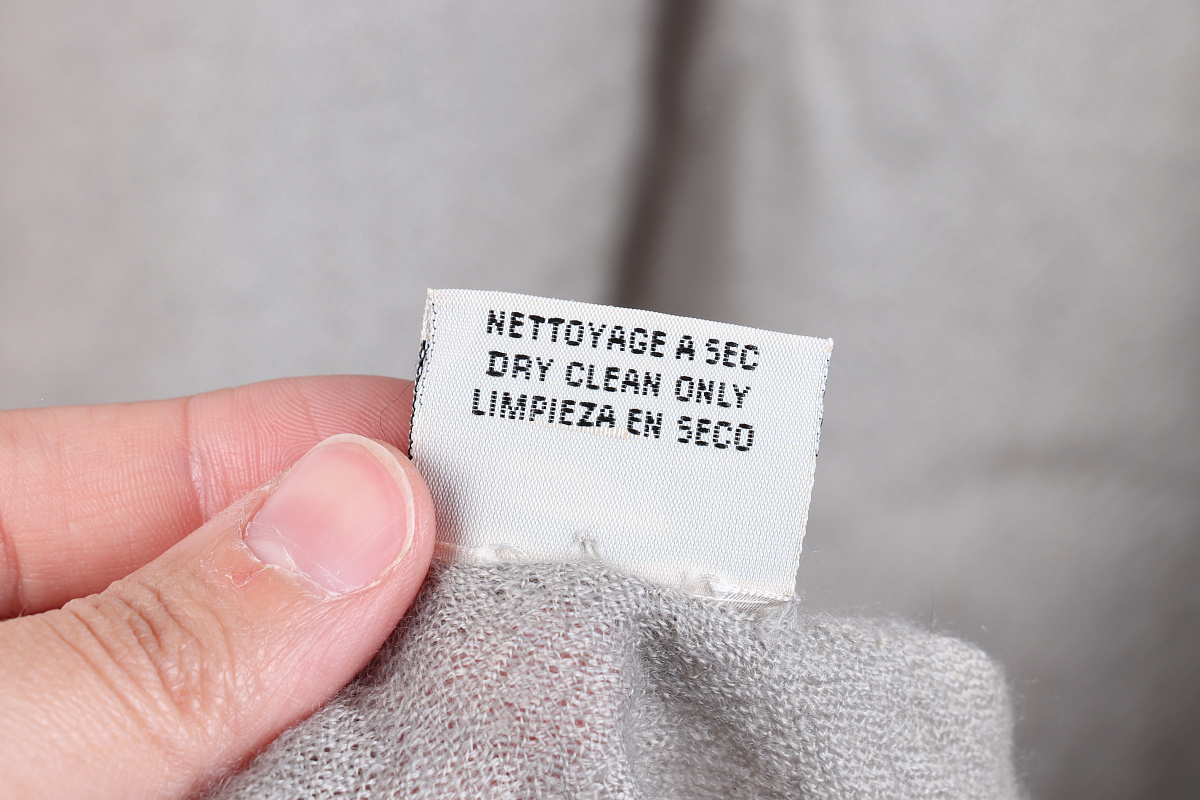 NETTOYAGE A SEC
DRY CLEAN ONLY
LIMPIEZA EN SECO